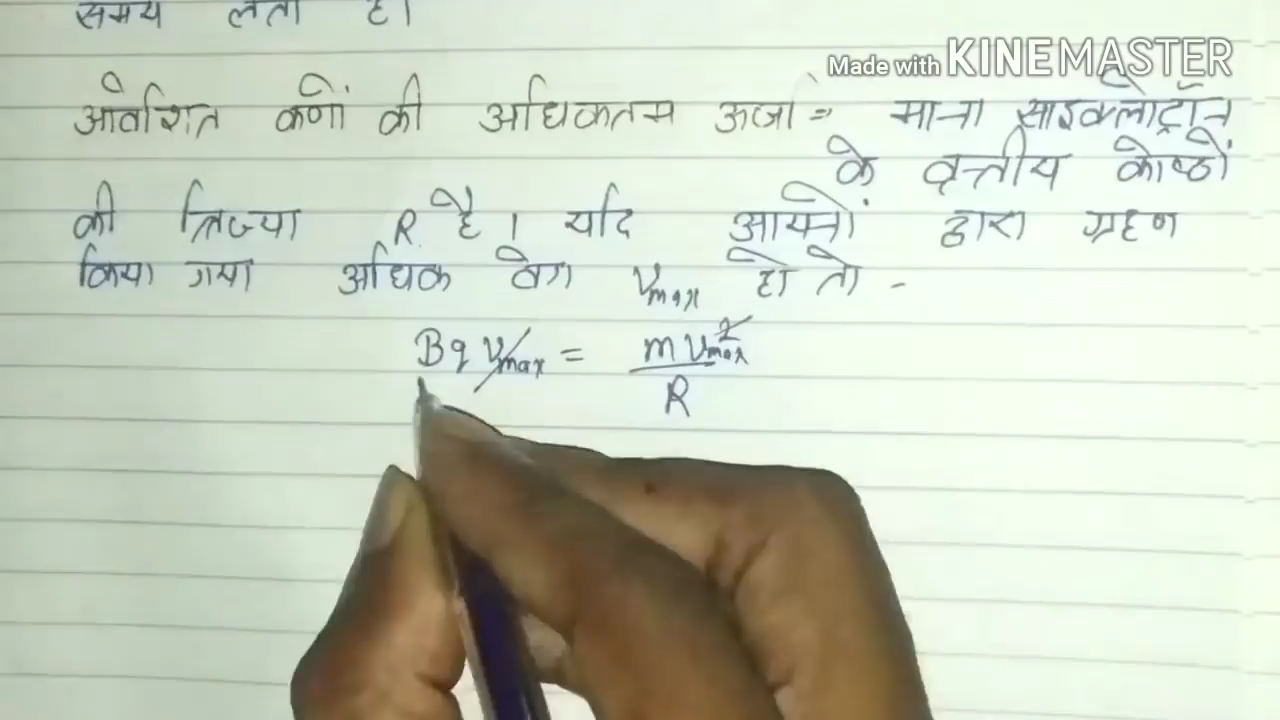 समय लेता है।
Made with KINEMASTER
आवेशित कणों की अधिकतम ऊर्जा = माना साइक्लोट्रॉन
के वृत्तीय कोष्ठों
की त्रिज्या R है। यदि आयनों द्वारा ग्रहण
किया गया अधिक वेग Vmax हो तो -
Bq Vmax = m Vmax² / R